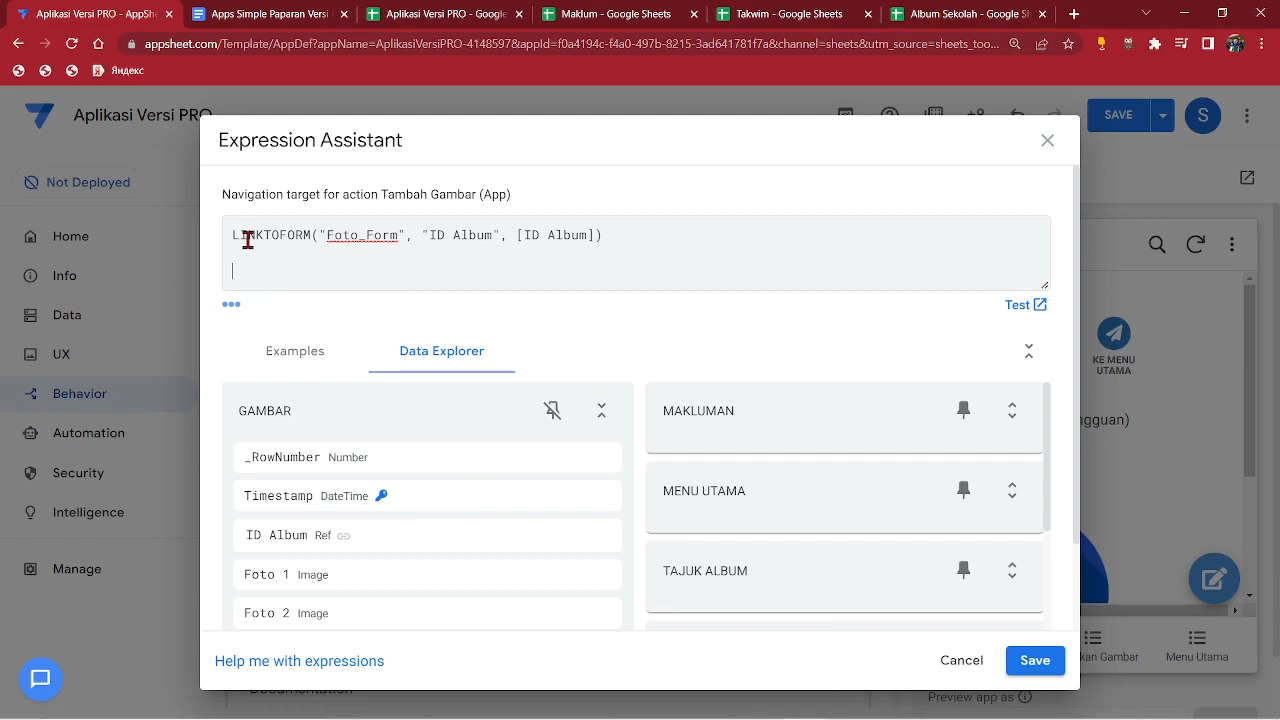 Aplikasi Versi PRO - AppShe
Apps Simple Paparan Versi
Aplikasi Versi PRO - Google
Maklum - Google Sheets
Takwim - Google Sheets
Album Sekolah - Google Sh
appsheet.com/Template/AppDef?appName=AplikasiVersiPRO-4148597&appId=f0a4194c-f4a0-497b-8215-3ad641781f7a&channel=sheets&utm_source=sheets_too...
Яндекс
Aplikasi Versi PRO
SAVE
S
Expression Assistant
Not Deployed
Navigation target for action Tambah Gambar (App)
LINKTOFORM("Foto_Form", "ID Album", [ID Album])
Home
Info
Data
UX
Behavior
Automation
Security
Intelligence
Manage
Test
Examples
Data Explorer
KE MENU
UTAMA
GAMBAR
MAKLUMAN
ngguan)
_RowNumber Number
Timestamp DateTime
MENU UTAMA
ID Album Ref
Foto 1 Image
TAJUK ALBUM
Foto 2 Image
Help me with expressions
Cancel
Save
kan Gambar
Menu Utama
Documentation
Preview app as